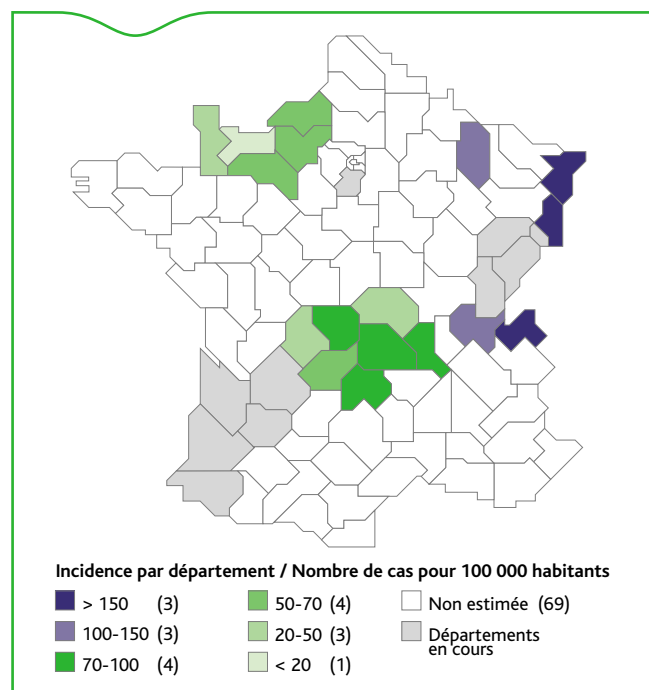 Incidence par département / Nombre de cas pour 100 000 habitants
> 150 (3)
100-150 (3)
70-100 (4)
50-70 (4)
20-50 (3)
< 20 (1)
Non estimée (69)
Départements
en cours